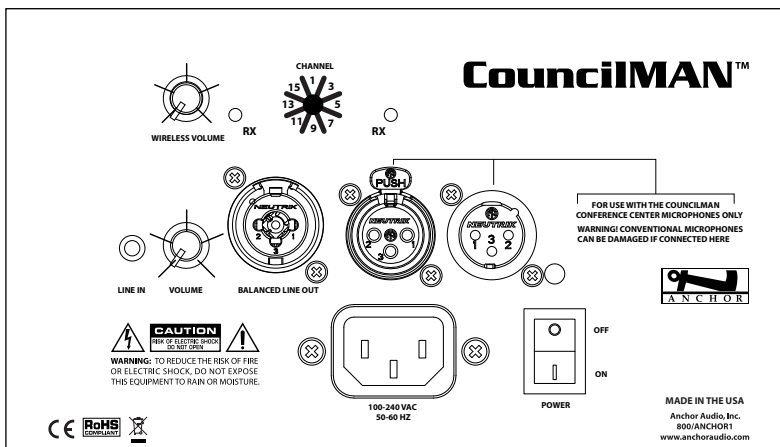 CouncilMAN™
CHANNEL
1
3
5
7
9
11
13
15
WIRELESS VOLUME
RX
RX
PUSH
NEUTRIK
2
1
3
NEUTRIK
2
1
3
NEUTRIK
1
3
2
FOR USE WITH THE COUNCILMAN
CONFERENCE CENTER MICROPHONES ONLY
WARNING! CONVENTIONAL MICROPHONES
CAN BE DAMAGED IF CONNECTED HERE
LINE IN
VOLUME
BALANCED LINE OUT
ANCHOR
CAUTION
RISK OF ELECTRIC SHOCK
DO NOT OPEN
WARNING: TO REDUCE THE RISK OF FIRE
OR ELECTRIC SHOCK, DO NOT EXPOSE
THIS EQUIPMENT TO RAIN OR MOISTURE.
OFF
ON
100-240 VAC
50-60 HZ
POWER
CE
RoHS
COMPLIANT
MADE IN THE USA
Anchor Audio, Inc.
800/ANCHOR1
www.anchoraudio.com